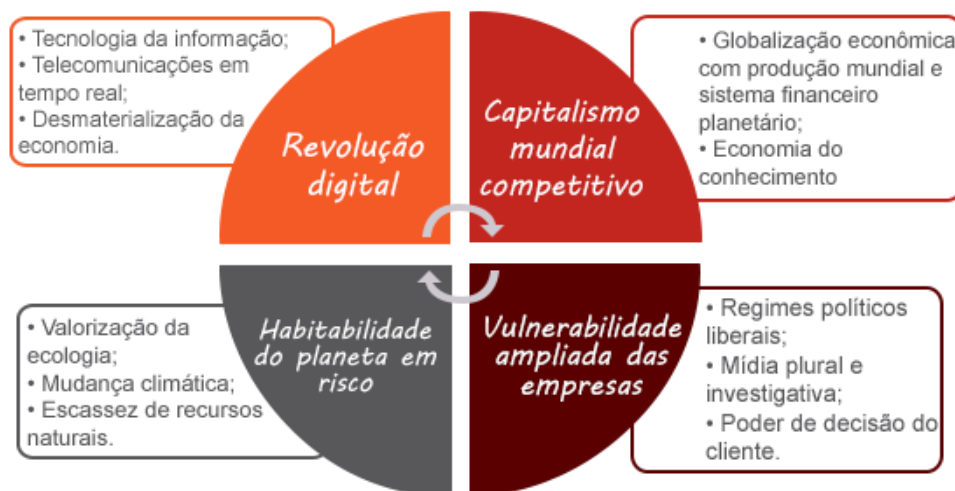 • Tecnologia da informação;
• Telecomunicações em
tempo real;
• Desmaterialização da
economia.
Revolução
digital
Capitalismo
mundial
competitivo
• Globalização econômica
com produção mundial e
sistema financeiro
planetário;
• Economia do
conhecimento
• Valorização da
ecologia;
• Mudança climática;
• Escassez de recursos
naturais.
Habitabilidade
do planeta em
risco
Vulnerabilidade
ampliada das
empresas
• Regimes políticos
liberais;
• Mídia plural e
investigativa;
• Poder de decisão do
cliente.